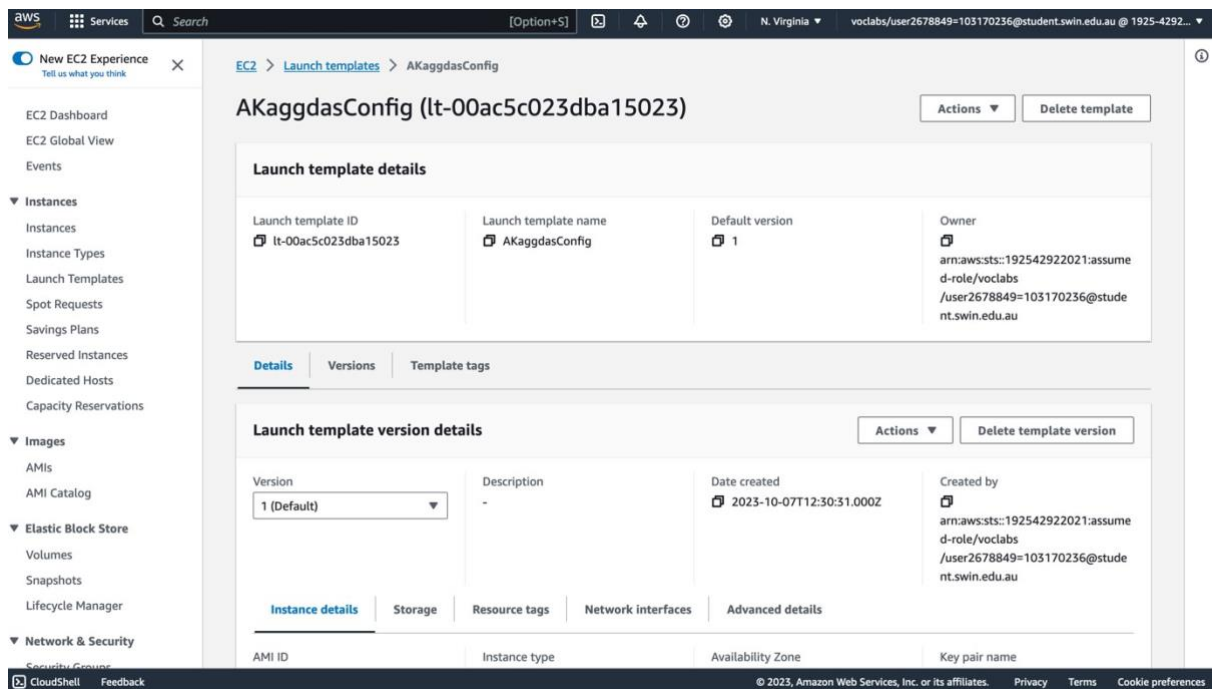 aws
Services
Search
[Option+S]
N. Virginia ▼
voclabs/user2678849=103170236@student.swin.edu.au @ 1925-4292... ▼
New EC2 Experience
Tell us what you think
EC2 Dashboard
EC2 Global View
Events
▼ Instances
Instances
Instance Types
Launch Templates
Spot Requests
Savings Plans
Reserved Instances
Dedicated Hosts
Capacity Reservations
▼ Images
AMIs
AMI Catalog
▼ Elastic Block Store
Volumes
Snapshots
Lifecycle Manager
▼ Network & Security
Security Groups
EC2 > Launch templates > AKaggdasConfig
AKaggdasConfig (lt-00ac5c023dba15023)
Actions ▼
Delete template
Launch template details
Launch template ID
lt-00ac5c023dba15023
Launch template name
AKaggdasConfig
Default version
1
Owner
arn:aws:sts::192542922021:assume
d-role/voclabs
/user2678849=103170236@stude
nt.swin.edu.au
Details
Versions
Template tags
Launch template version details
Actions ▼
Delete template version
Version
1 (Default) ▼
Description
-
Date created
2023-10-07T12:30:31.000Z
Created by
arn:aws:sts::192542922021:assume
d-role/voclabs
/user2678849=103170236@stude
nt.swin.edu.au
Instance details
Storage
Resource tags
Network interfaces
Advanced details
AMI ID
Instance type
Availability Zone
Key pair name
CloudShell
Feedback
© 2023, Amazon Web Services, Inc. or its affiliates.
Privacy
Terms
Cookie preferences